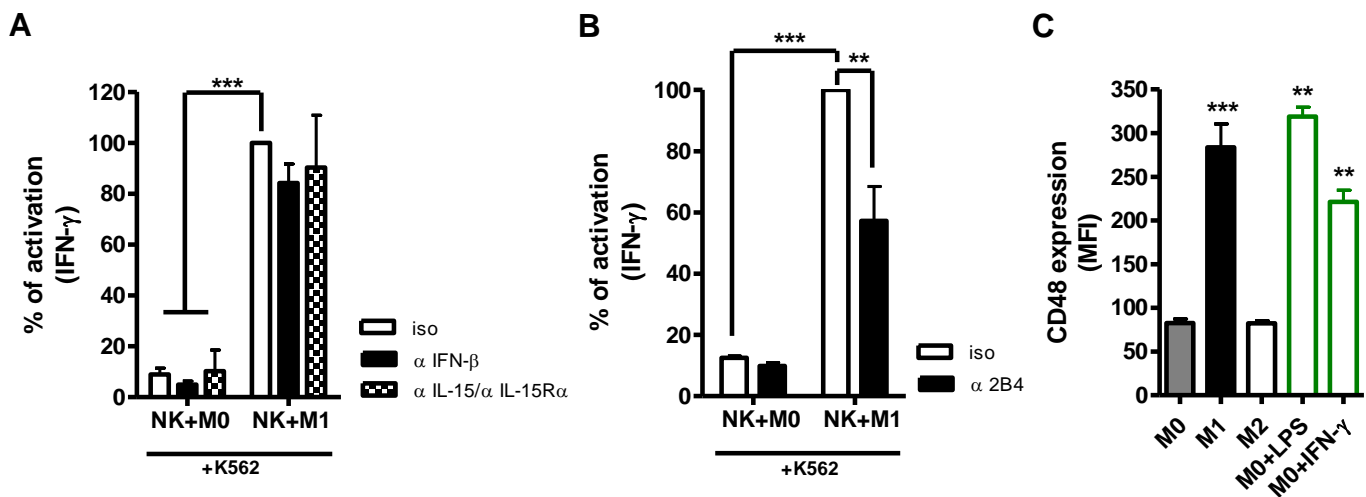 A
% of activation
(IFN-γ)
120
100
80
60
40
20
0
***
NK+M0 NK+M1
+K562
iso
α IFN-β
α IL-15/α IL-15Rα
B
% of activation
(IFN-γ)
100
80
60
40
20
0
***
**
NK+M0 NK+M1
+K562
iso
α 2B4
C
CD48 expression
(MFI)
350
300
250
200
150
100
50
0
***
**
**
M0
M1
M2
M0+LPS
M0+IFN-γ